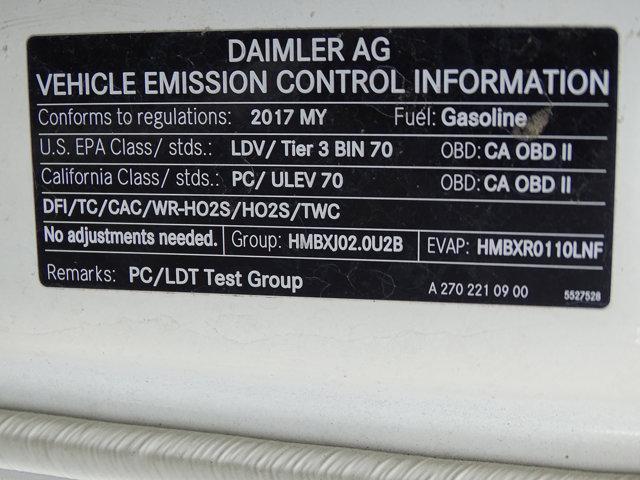 DAIMLER AG
VEHICLE EMISSION CONTROL INFORMATION
Conforms to regulations: 2017 MY Fuel: Gasoline
U.S. EPA Class/ stds.: LDV/ Tier 3 BIN 70 OBD: CA OBD II
California Class/ stds.: PC/ ULEV 70 OBD: CA OBD II
DFI/TC/CAC/WR-HO2S/HO2S/TWC
No adjustments needed. Group: HMBXJ02.0U2B EVAP: HMBXR0110LNF
Remarks: PC/LDT Test Group A 270 221 09 00 5527528